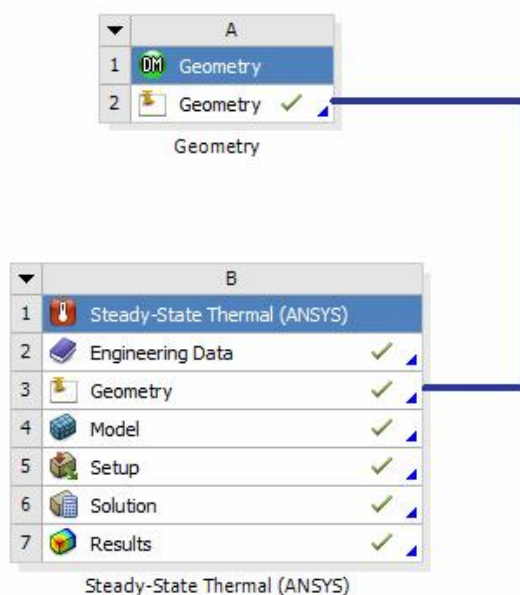 A
1 DM Geometry
2 Geometry
Geometry
B
1 Steady-State Thermal (ANSYS)
2 Engineering Data
3 Geometry
4 Model
5 Setup
6 Solution
7 Results
Steady-State Thermal (ANSYS)